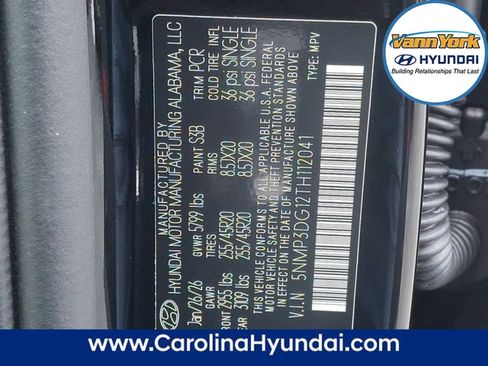 VannYork
HYUNDAI
Building Relationships That Last
MANUFACTURED BY
HYUNDAI MOTOR MANUFACTURING ALABAMA, LLC
Jan/26/26 GVWR 5799 lbs PAINT S3B TRIM PCR
GAWR TIRES RIMS COLD TIRE INFL
FRONT 2955 lbs 255/45R20 8.5JX20 36 PSI SINGLE
REAR 3109 lbs 255/45R20 8.5JX20 36 PSI SINGLE
THIS VEHICLE CONFORMS TO ALL APPLICABLE U.S.A. FEDERAL
MOTOR VEHICLE SAFETY AND THEFT PREVENTION STANDARDS
IN EFFECT ON THE DATE OF MANUFACTURE SHOWN ABOVE
V.I.N 5NMP3DG12TH112041 TYPE: MPV
www.CarolinaHyundai.com